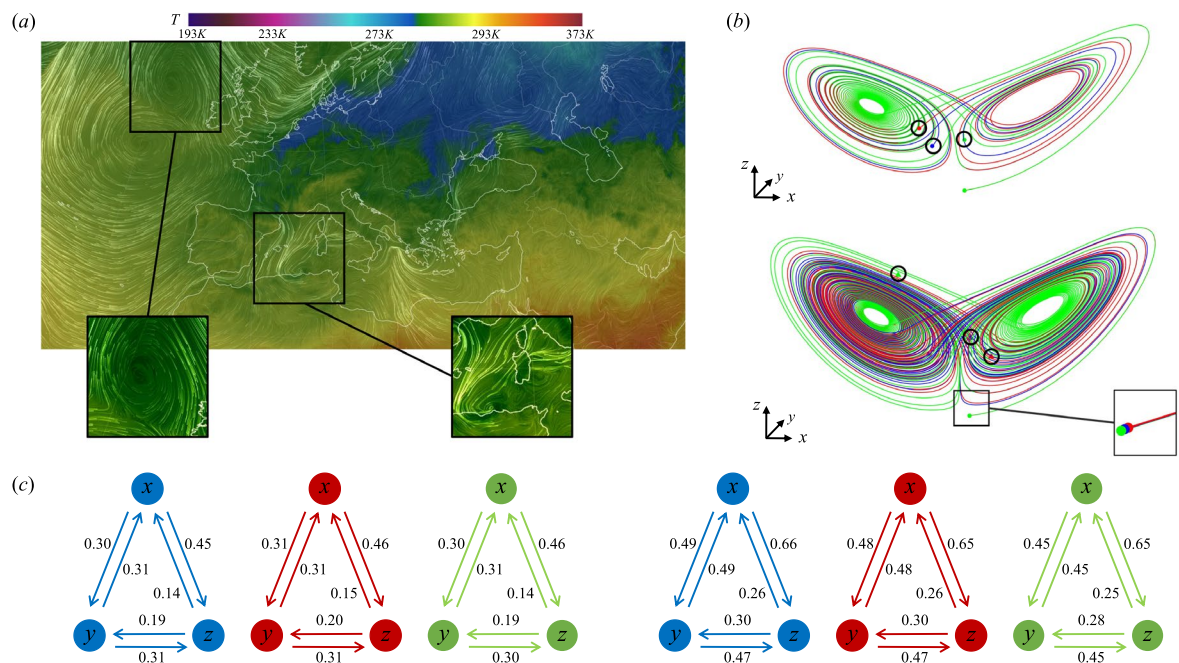 (a)
T
193K 233K 273K 293K 373K
(b)
z
y
x
z
y
x
(c)
x x x x x x
0.30 0.45 0.31 0.46 0.30 0.46 0.49 0.66 0.48 0.65 0.45 0.65
0.31 0.31 0.31 0.49 0.48 0.45
0.14 0.15 0.14 0.26 0.26 0.25
0.19 0.20 0.19 0.30 0.30 0.28
y z y z y z y z y z y z
0.31 0.31 0.30 0.47 0.47 0.45